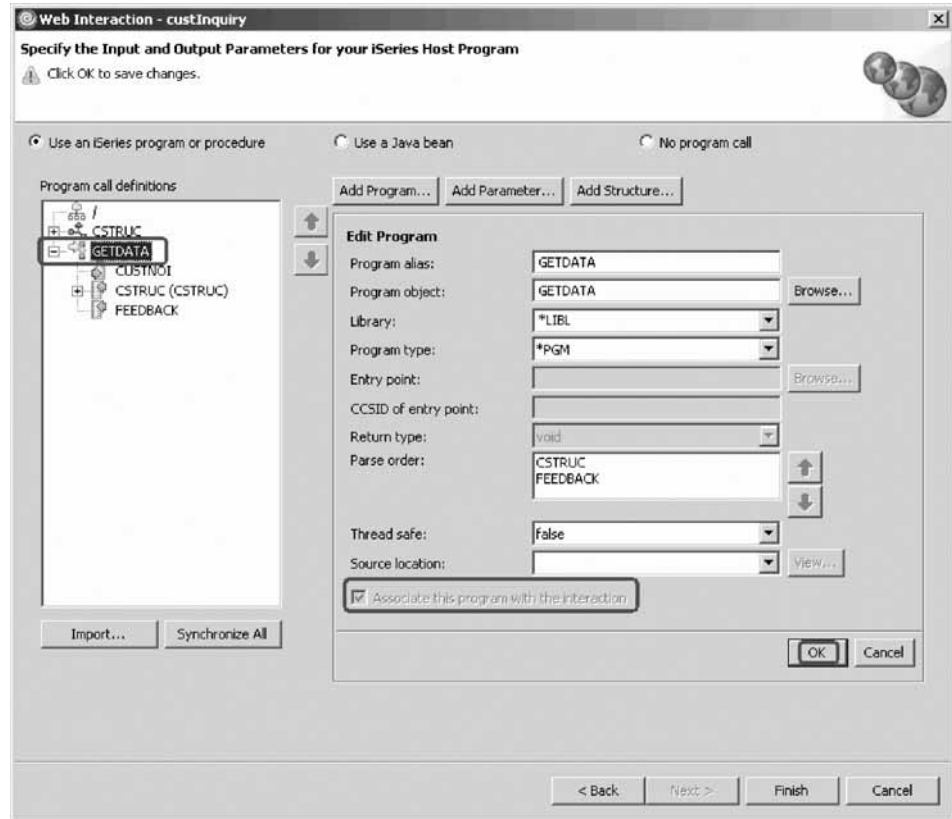 Web Interaction - custInquiry
Specify the Input and Output Parameters for your iSeries Host Program
Click OK to save changes.
Use an iSeries program or procedure
Use a Java bean
No program call
Program call definitions
Add Program...
Add Parameter...
Add Structure...
/
CSTRUC
GETDATA
CUSTNOI
CSTRUC (CSTRUC)
FEEDBACK
Edit Program
Program alias: GETDATA
Program object: GETDATA Browse...
Library: *LIBL
Program type: *PGM
Entry point: Browse...
CCSID of entry point:
Return type: void
Parse order: CSTRUC
FEEDBACK
Thread safe: false
Source location: View...
Associate this program with the interaction
Import... Synchronize All
OK Cancel
< Back Next > Finish Cancel